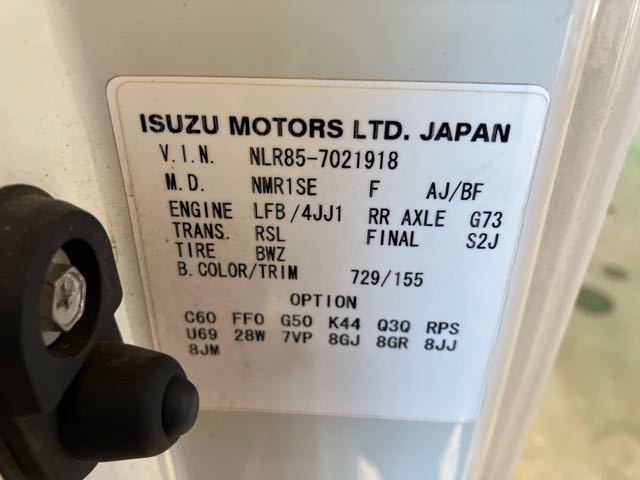 ISUZU MOTORS LTD. JAPAN
V.I.N. NLR85-7021918
M.D. NMR1SE F AJ/BF
ENGINE LFB/4JJ1 RR AXLE G73
TRANS. RSL FINAL S2J
TIRE BWZ
B.COLOR/TRIM 729/155
OPTION
C60 FF0 G50 K44 Q3Q RPS
U69 28W 7VP 8GJ 8GR 8JJ
8JM